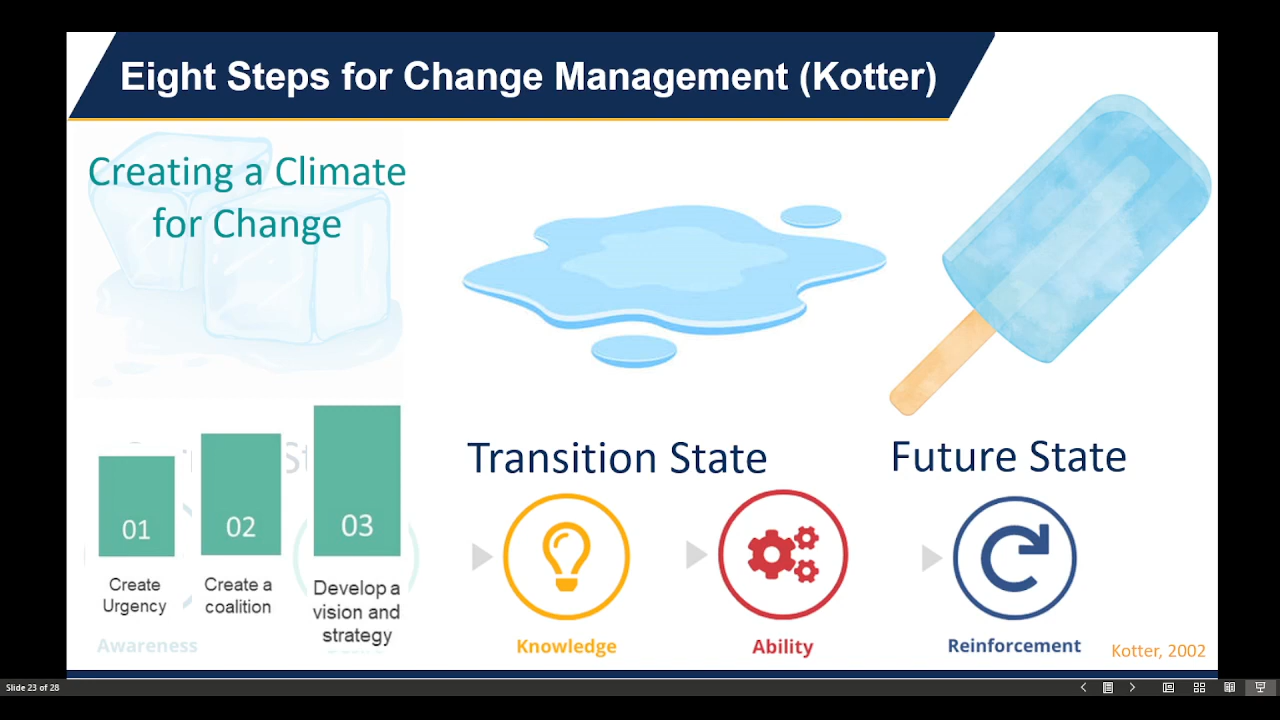 Eight Steps for Change Management (Kotter)
Creating a Climate
for Change
Transition State
Future State
01
02
03
Create
Urgency
Create a
coalition
Develop a
vision and
strategy
Awareness
Knowledge
Ability
Reinforcement
Kotter, 2002
Slide 23 of 28